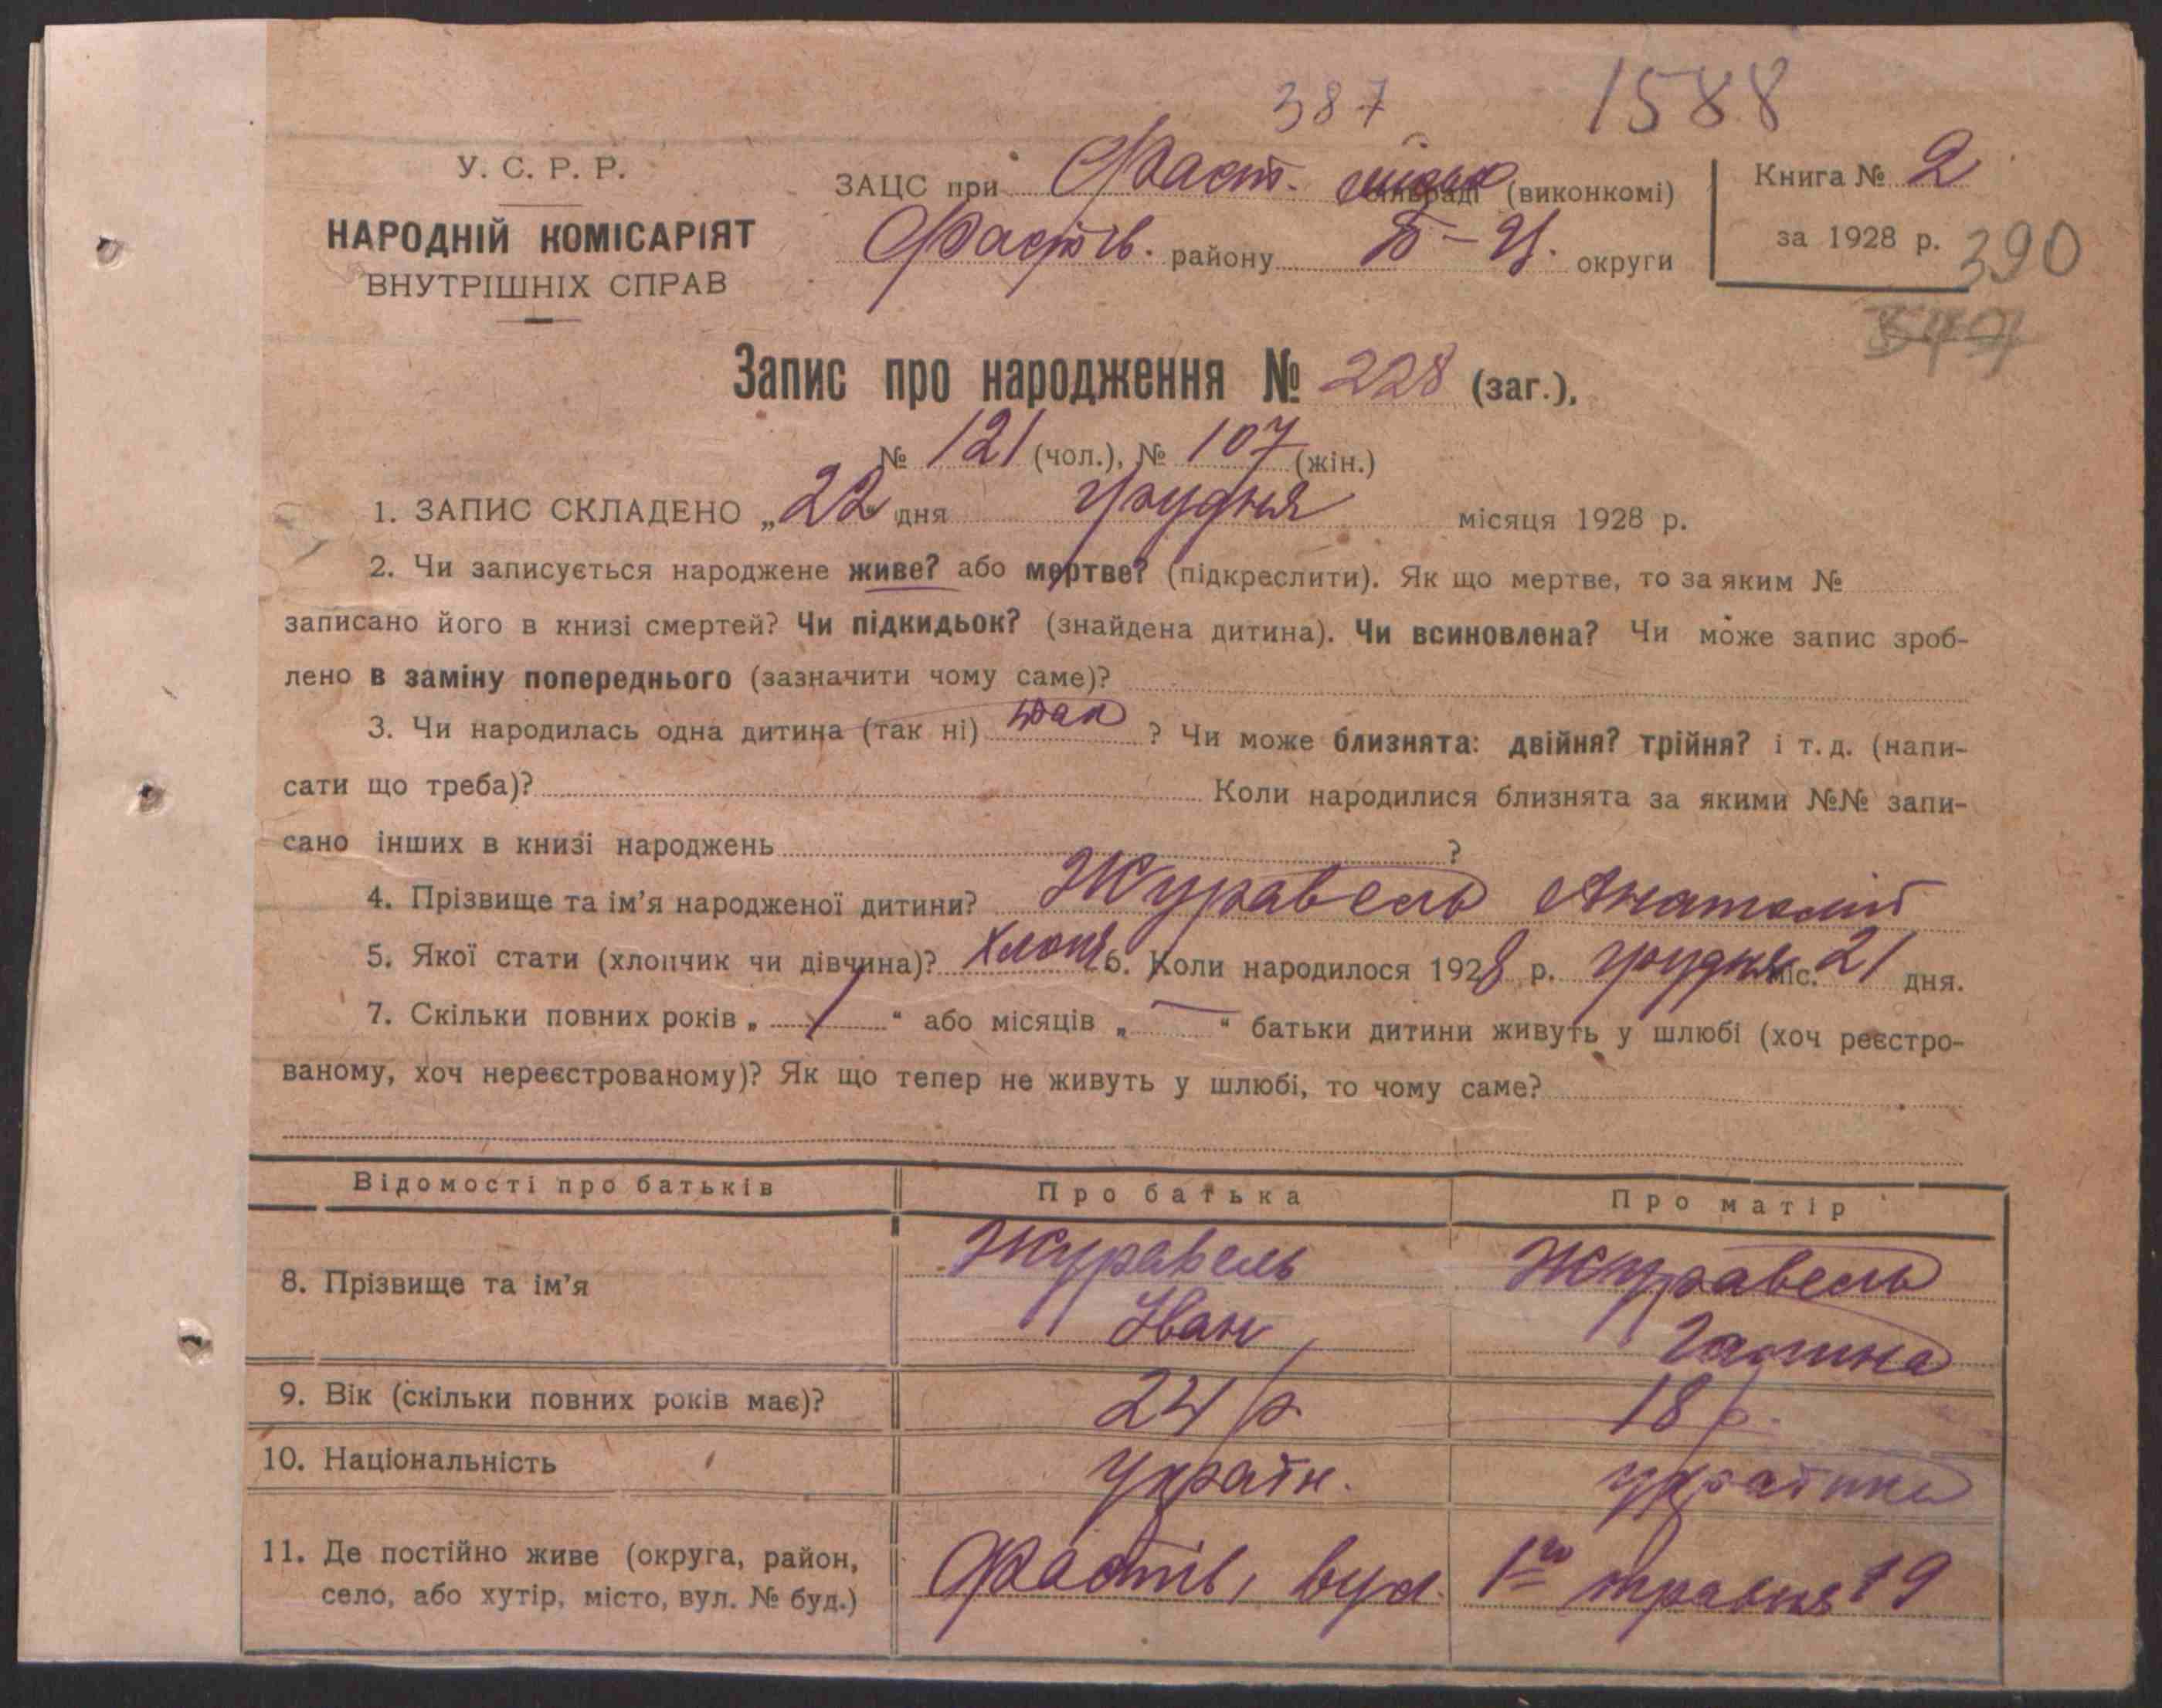 387 1588
У. С. Р. Р.
НАРОДНІЙ КОМІСАРІЯТ
ВНУТРІШНІХ СПРАВ
ЗАЦС при Фаст. сільраді (виконкомі)
Фастів. району Б-Ц. округи
Книга № 2
за 1928 р.
390
Запис про народження № 228 (заг.),
№ 121 (чол.), № 107 (жін.)
1. ЗАПИС СКЛАДЕНО „22" дня грудня місяця 1928 р.
2. Чи записується народжене живе? або мертве? (підкреслити). Як що мертве, то за яким №
записано його в книзі смертей? Чи підкидьок? (знайдена дитина). Чи всиновлена? Чи може запис зроб-
лено в заміну попереднього (зазначити чому саме)?
3. Чи народилась одна дитина (так ні) так ? Чи може близнята: двійня? трійня? і т. д. (напи-
сати що треба)? Коли народилися близнята за якими №№ запи-
сано інших в книзі народжень ?
4. Прізвище та ім'я народженої дитини? Журавель Анатолій
5. Якої стати (хлопчик чи дівчина)? Хлопч. 6. Коли народилося 1928 р. грудня міс. 21 дня.
7. Скільки повних років „ 1 " або місяців „ — " батьки дитини живуть у шлюбі (хоч реєстро-
ваному, хоч нереєстрованому)? Як що тепер не живуть у шлюбі, то чому саме?
Відомості про батьків Про батька Про матір
8. Прізвище та ім'я Журавель Іван Журавель Галина
9. Вік (скільки повних років має)? 24 р. 18 р.
10. Національність україн. українка
11. Де постійно живе (округа, район,
село, або хутір, місто, вул. № буд.) Фастів, вул. 1го травня 19